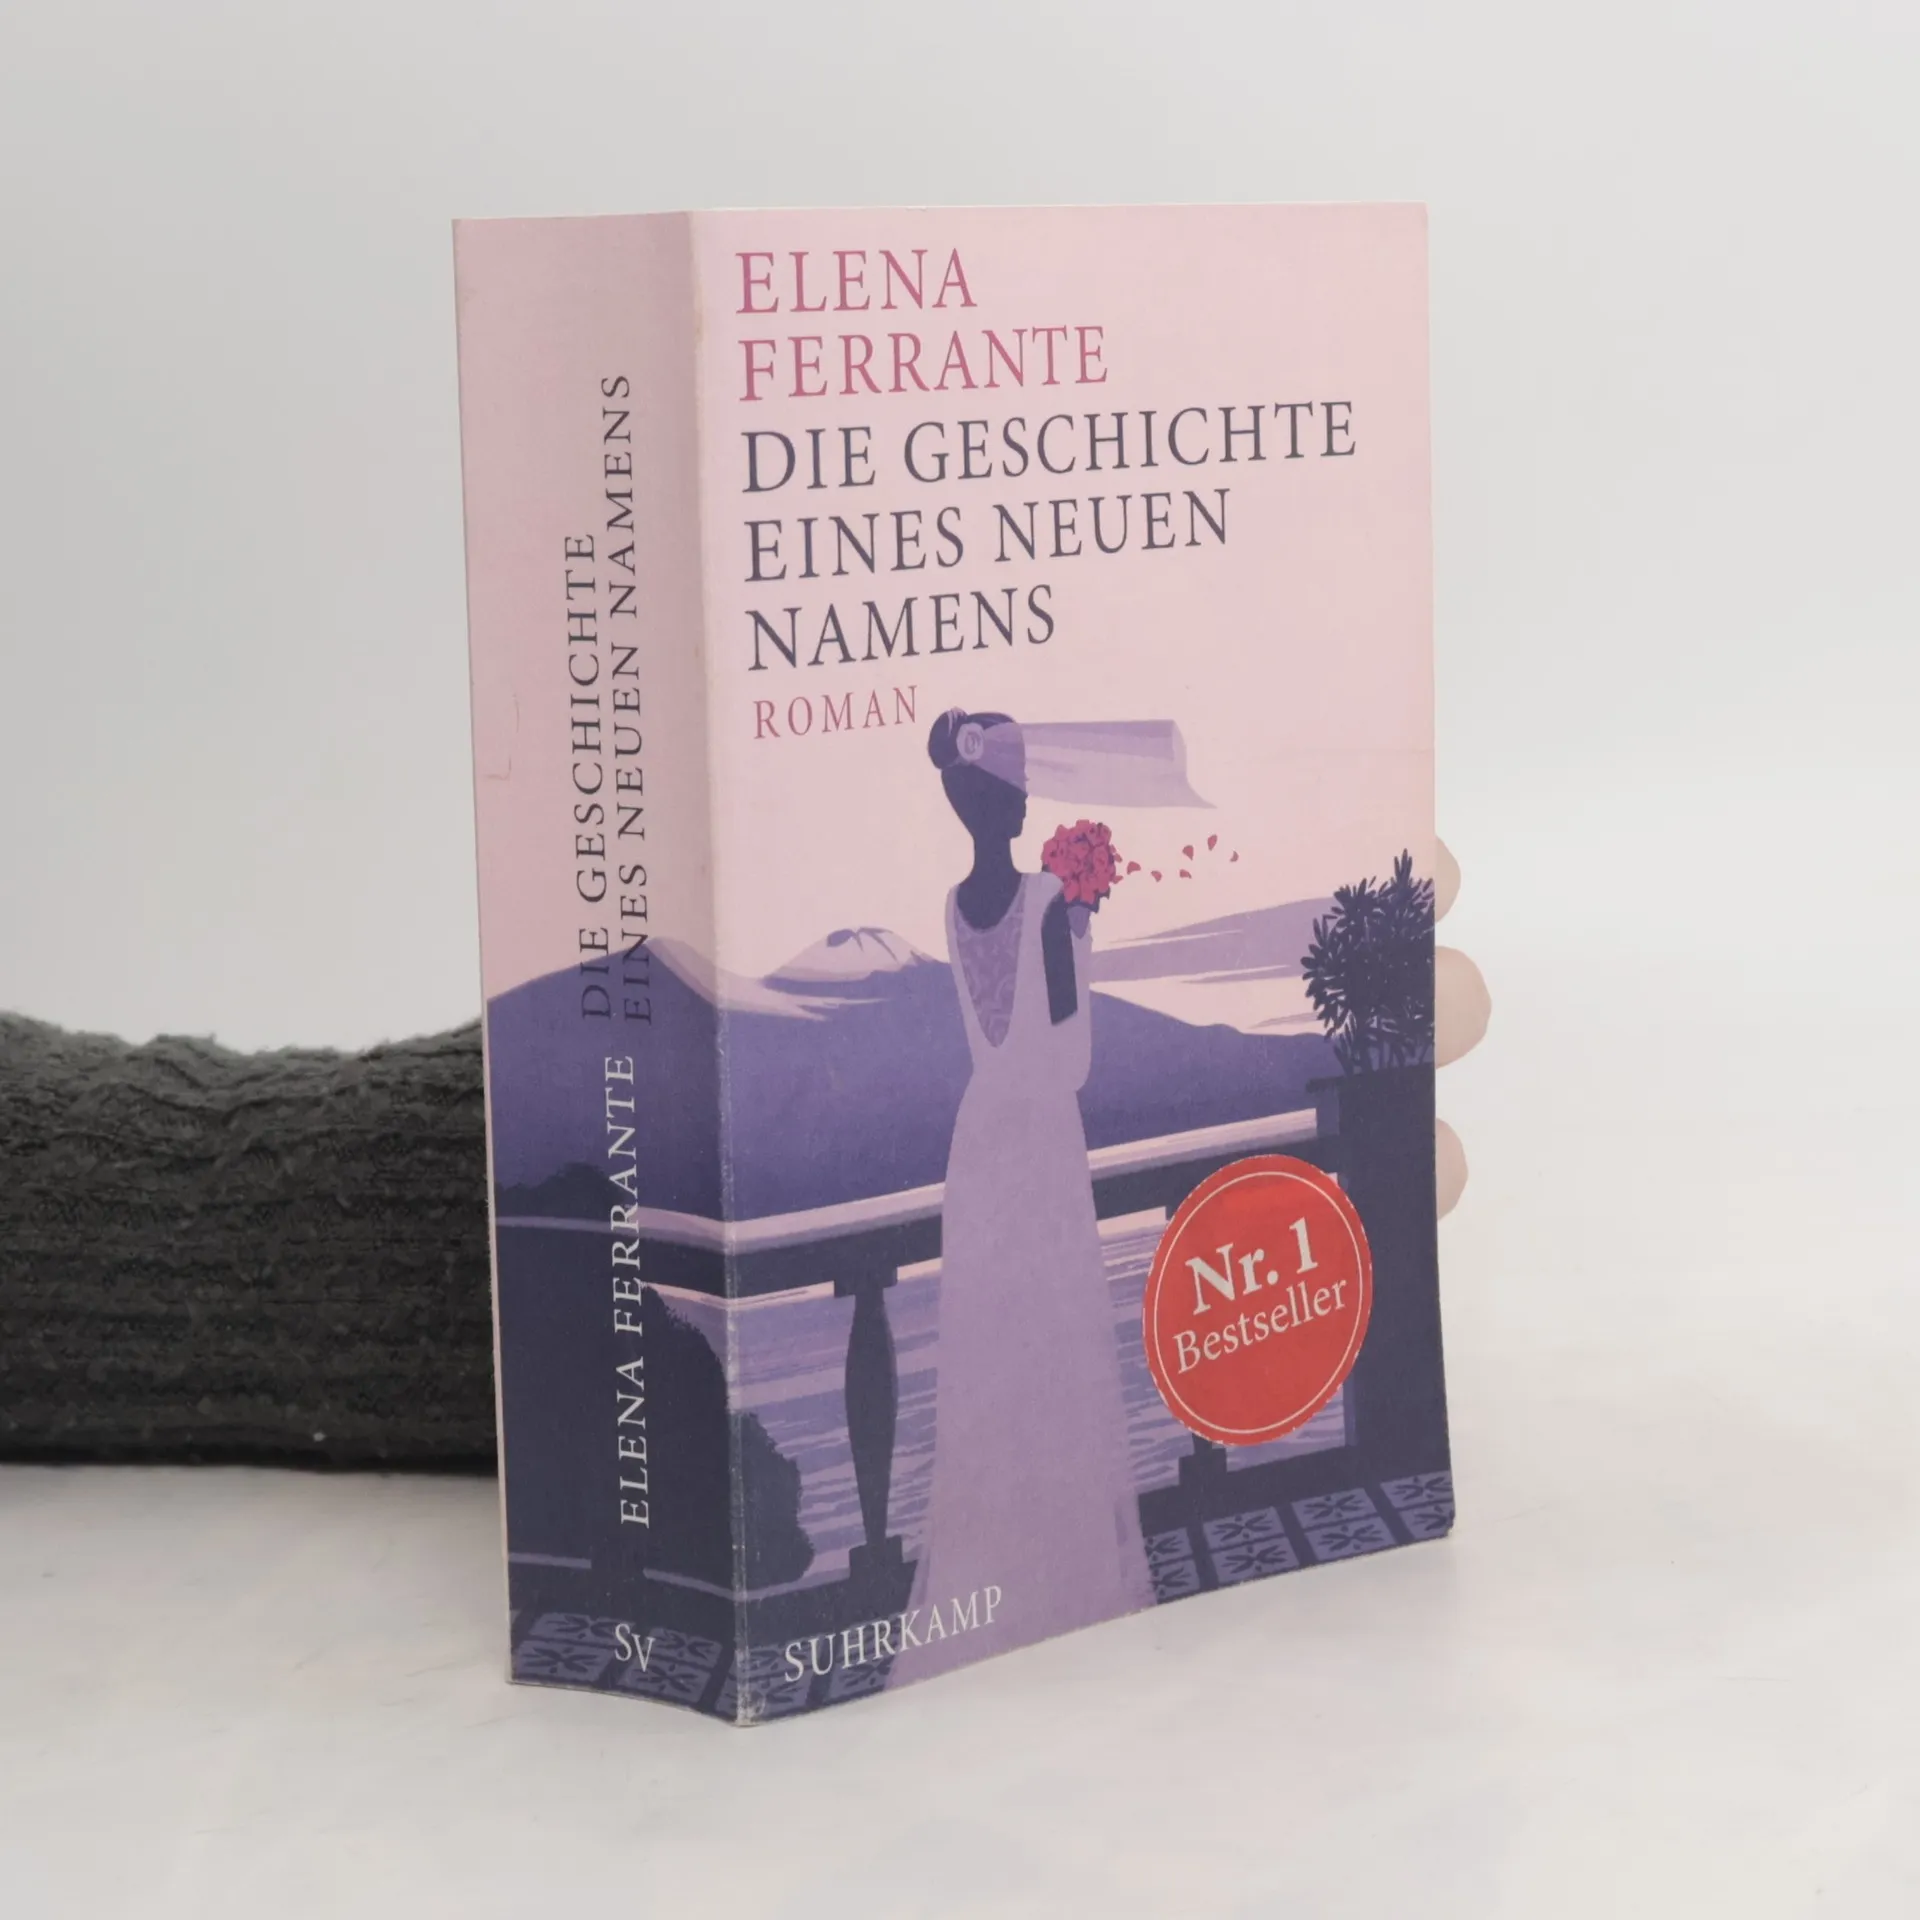 ELENA
FERRANTE
DIE GESCHICHTE
EINES NEUEN
NAMENS
ROMAN
Nr. 1
Bestseller
SUHRKAMP
DIE GESCHICHTE
EINES NEUEN NAMENS
ELENA FERRANTE
SV